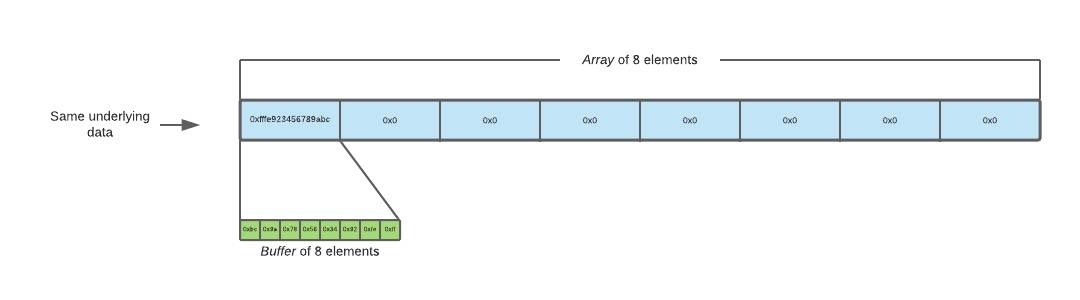 Array of 8 elements
Same underlying
data
0xfffe923456789abc 0x0 0x0 0x0 0x0 0x0 0x0 0x0
0xbc 0x9a 0x78 0x56 0x34 0x92 0xfe 0xff
Buffer of 8 elements